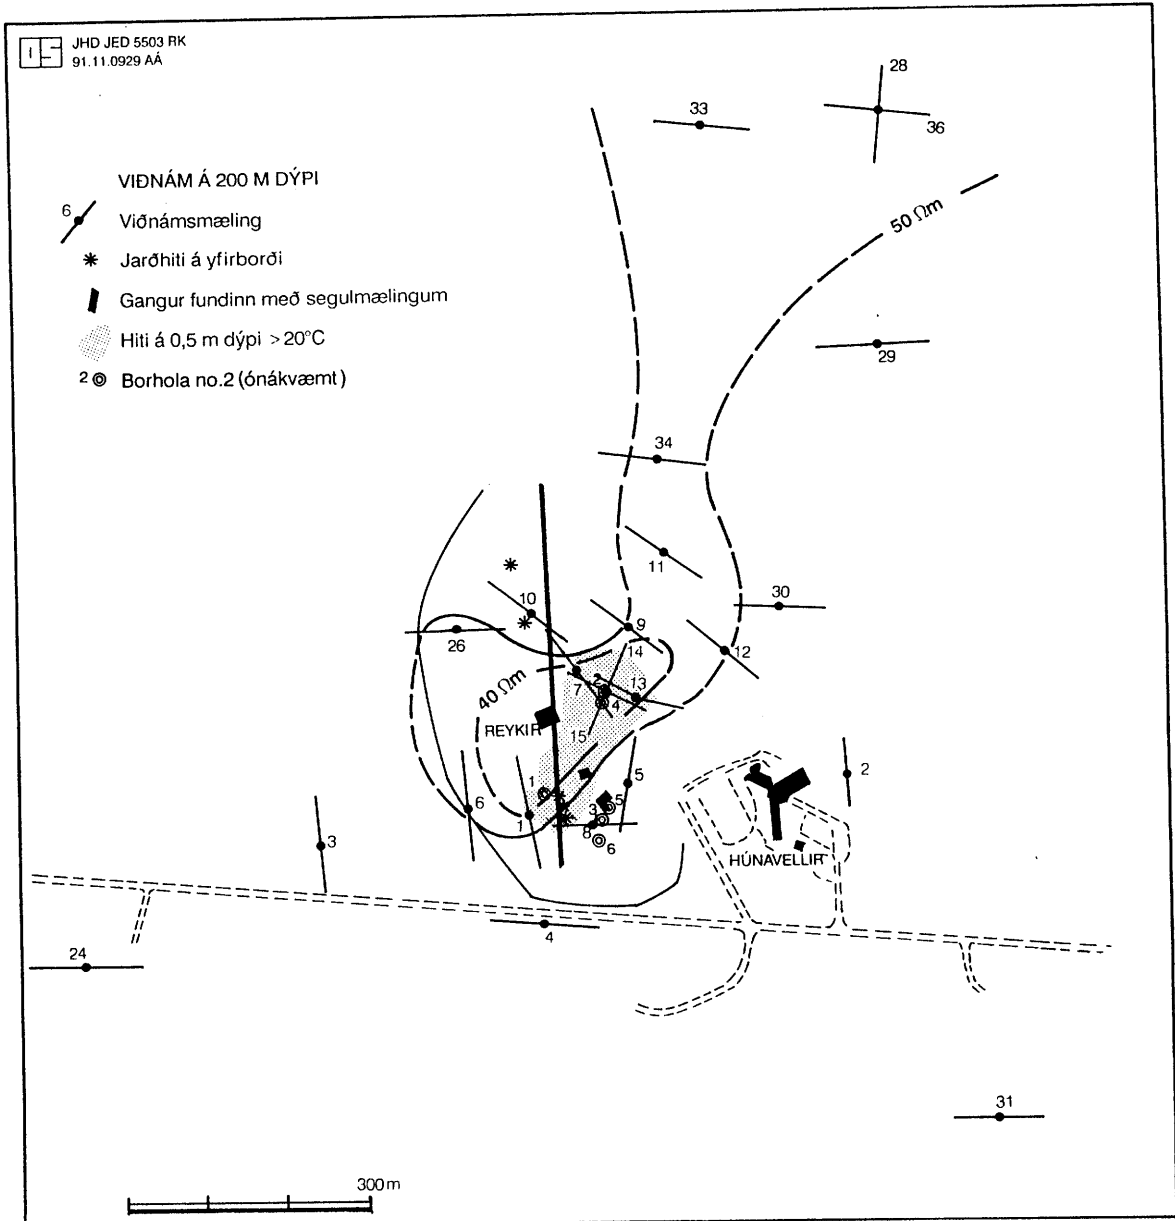 JHD JED 5503 RK
91.11.0929 AÁ
28
33
36
VIÐNÁM Á 200 M DÝPI
6
Viðnámsmæling
50 Ωm
Jarðhiti á yfirborði
Gangur fundinn með segulmælingum
Hiti á 0,5 m dýpi >20°C
29
2
Borhola no.2 (ónákvæmt)
34
11
10
30
9
26
14
12
7
2
13
40 Ωm
4
REYKIR
15
5
2
1
6
3
5
1
8
3
6
HÚNAVELLIR
4
24
31
300 m